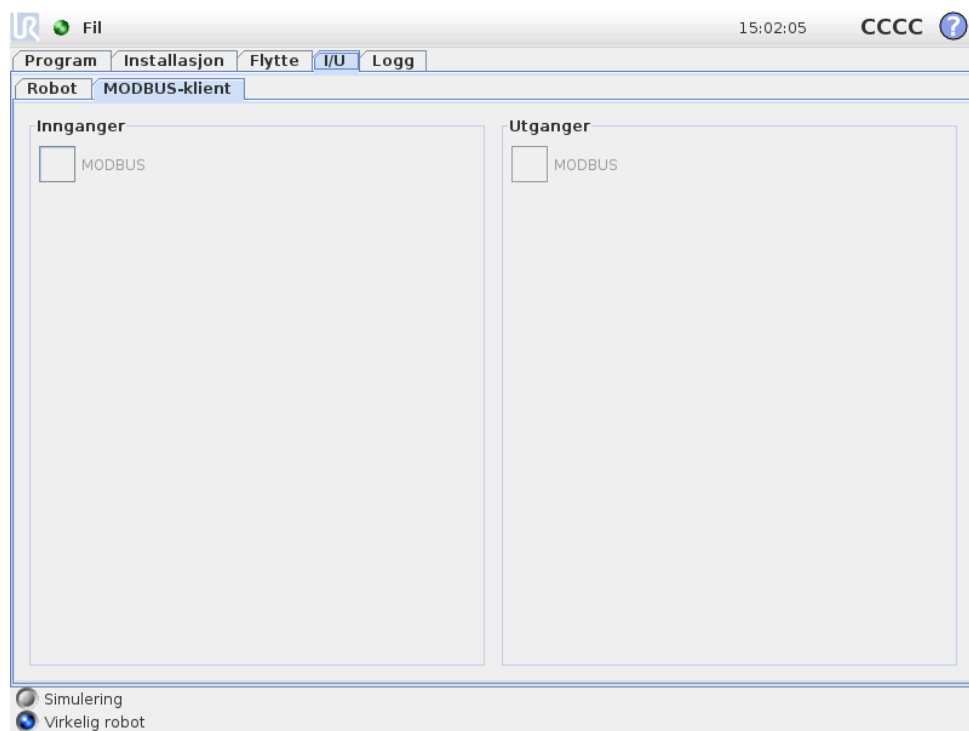 UR Fil 15:02:05 CCCC ?
Program Installasjon Flytte I/U Logg
Robot MODBUS-klient
Innganger Utganger
MODBUS MODBUS
Simulering
Virkelig robot